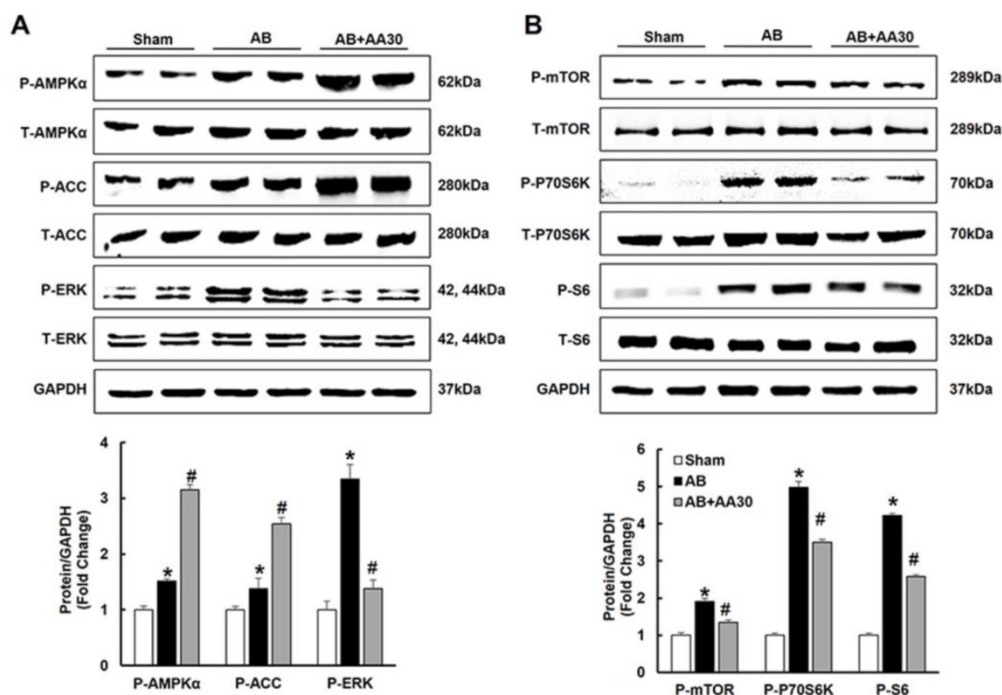 A
Sham AB AB+AA30
P-AMPKα 62kDa
T-AMPKα 62kDa
P-ACC 280kDa
T-ACC 280kDa
P-ERK 42, 44kDa
T-ERK 42, 44kDa
GAPDH 37kDa
Protein/GAPDH
(Fold Change)
4
3
2
1
0
* # * # * #
P-AMPKα P-ACC P-ERK
B
Sham AB AB+AA30
P-mTOR 289kDa
T-mTOR 289kDa
P-P70S6K 70kDa
T-P70S6K 70kDa
P-S6 32kDa
T-S6 32kDa
GAPDH 37kDa
Protein/GAPDH
(Fold Change)
6
5
4
3
2
1
0
Sham
AB
AB+AA30
* # * # * #
P-mTOR P-P70S6K P-S6